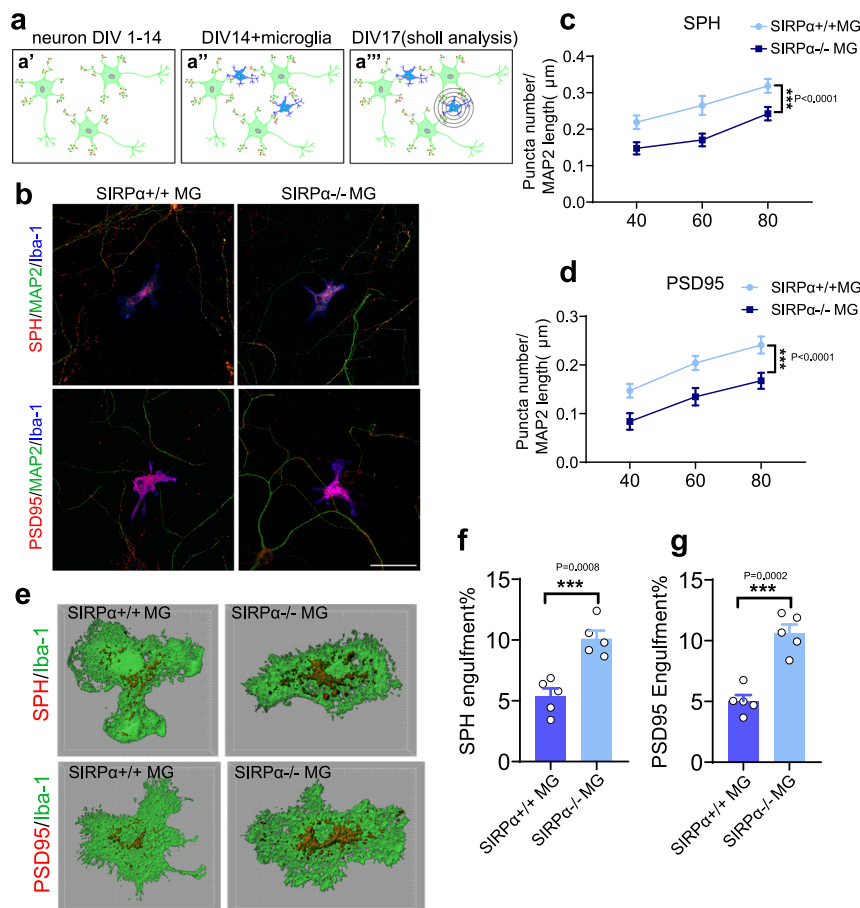 a
neuron DIV 1-14
DIV14+microglia
DIV17(sholl analysis)
a'
a''
a'''
b
SIRPα+/+ MG
SIRPα-/- MG
SPH/MAP2/Iba-1
PSD95/MAP2/Iba-1
c
SPH
SIRPα+/+MG
SIRPα-/- MG
Puncta number/
MAP2 length( μm)
0.4
0.3
0.2
0.1
0.0
40
60
80
***
P<0.0001
d
PSD95
SIRPα+/+MG
SIRPα-/- MG
Puncta number/
MAP2 length( μm)
0.3
0.2
0.1
0.0
40
60
80
***
P<0.0001
e
SIRPα+/+ MG
SIRPα-/- MG
SPH/Iba-1
SIRPα+/+ MG
SIRPα-/- MG
PSD95/Iba-1
f
P=0.0008
***
SPH engulfment%
15
10
5
0
SIRPα+/+ MG
SIRPα-/- MG
g
P=0.0002
***
PSD95 Engulfment%
15
10
5
0
SIRPα+/+ MG
SIRPα-/- MG